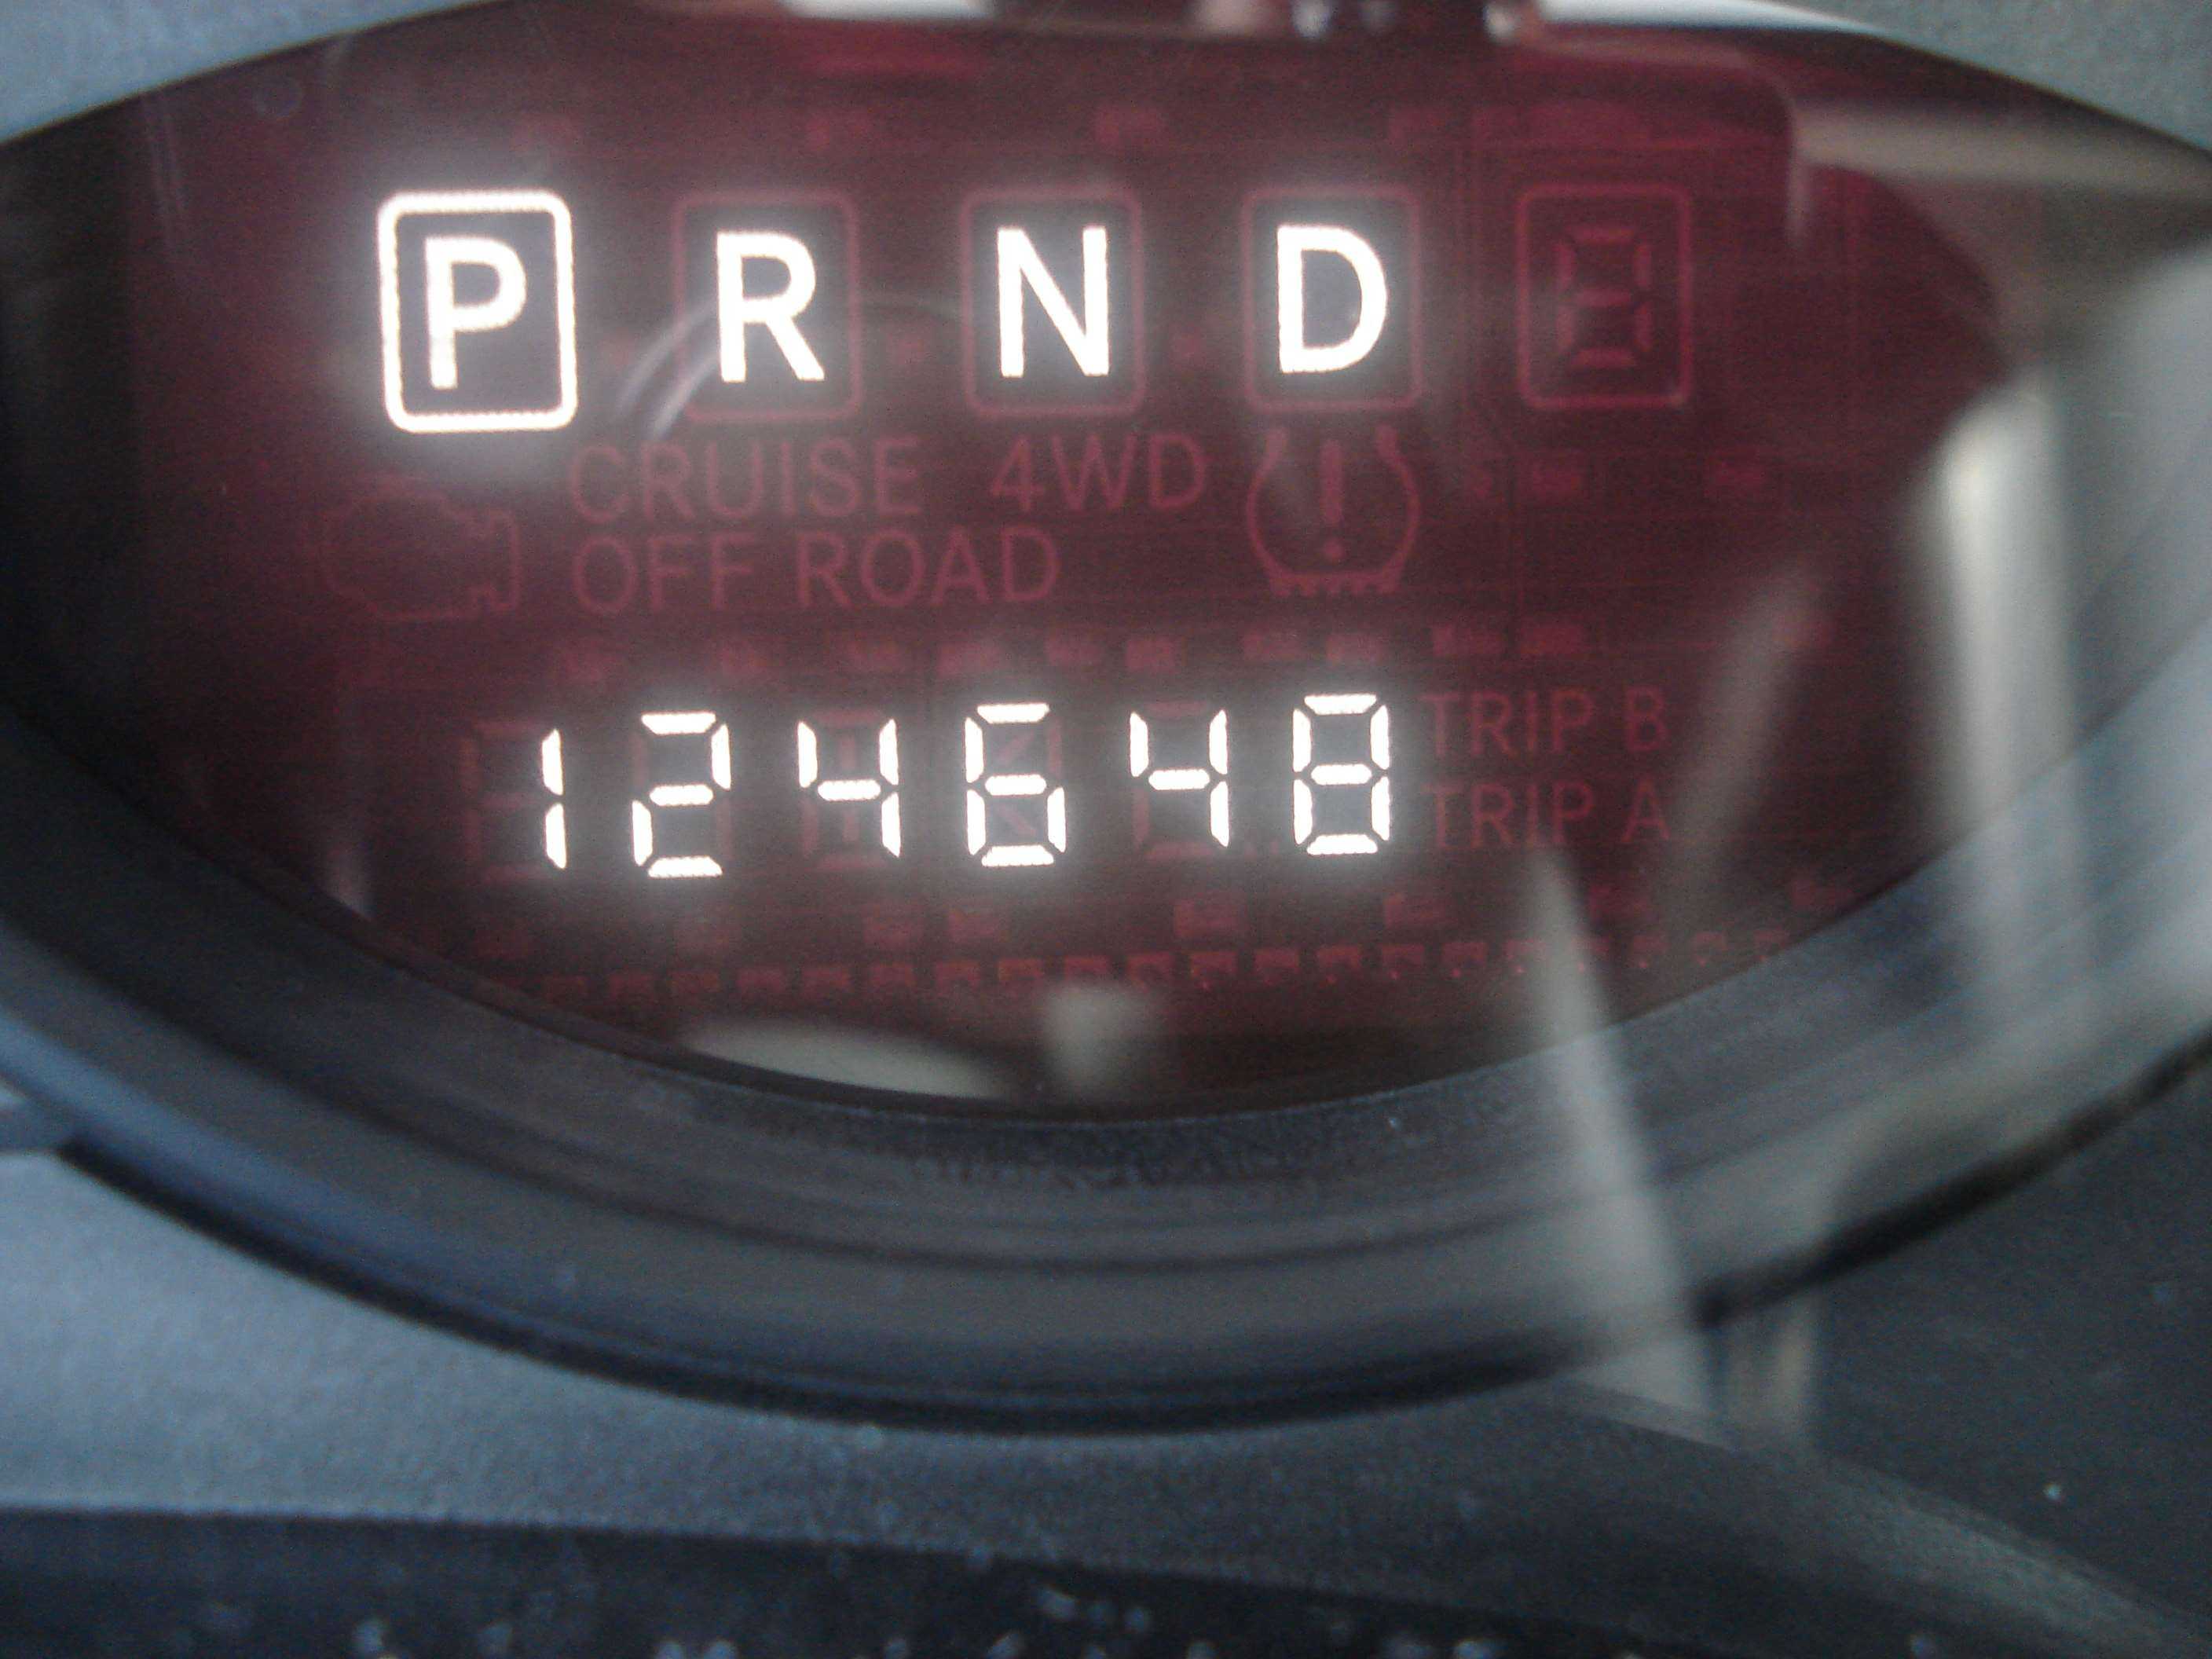 P R N D
CRUISE 4WD
OFF ROAD
TRIP B
124648
TRIP A